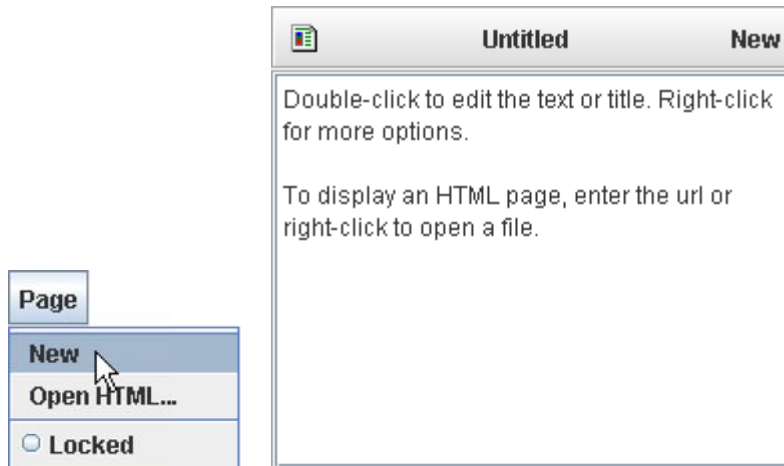 Untitled New
Double-click to edit the text or title. Right-click
for more options.
To display an HTML page, enter the url or
right-click to open a file.
Page
New
Open HTML...
Locked